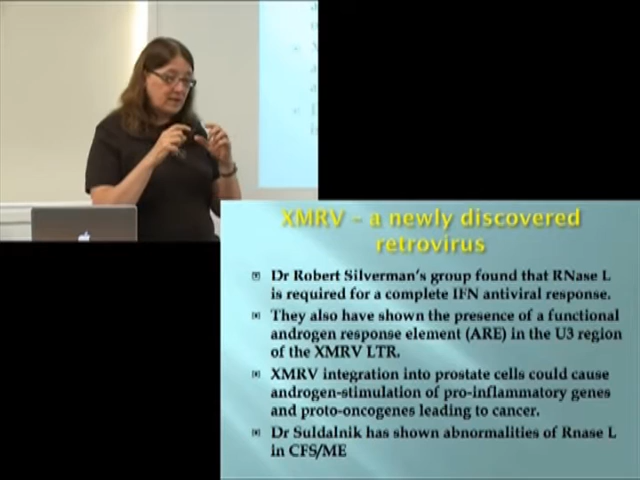 XMRV – a newly discovered
retrovirus
Dr Robert Silverman's group found that RNase L
is required for a complete IFN antiviral response.
They also have shown the presence of a functional
androgen response element (ARE) in the U3 region
of the XMRV LTR.
XMRV integration into prostate cells could cause
androgen-stimulation of pro-inflammatory genes
and proto-oncogenes leading to cancer.
Dr Suldalnik has shown abnormalities of Rnase L
in CFS/ME